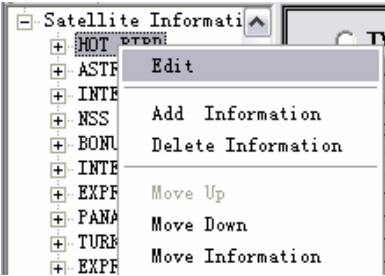 Satellite Informati
HOT BIRD
ASTR
INTE
NSS
BONU
INTE
EXPR
PANA
TURK
EXPR
Edit
Add Information
Delete Information
Move Up
Move Down
Move Information